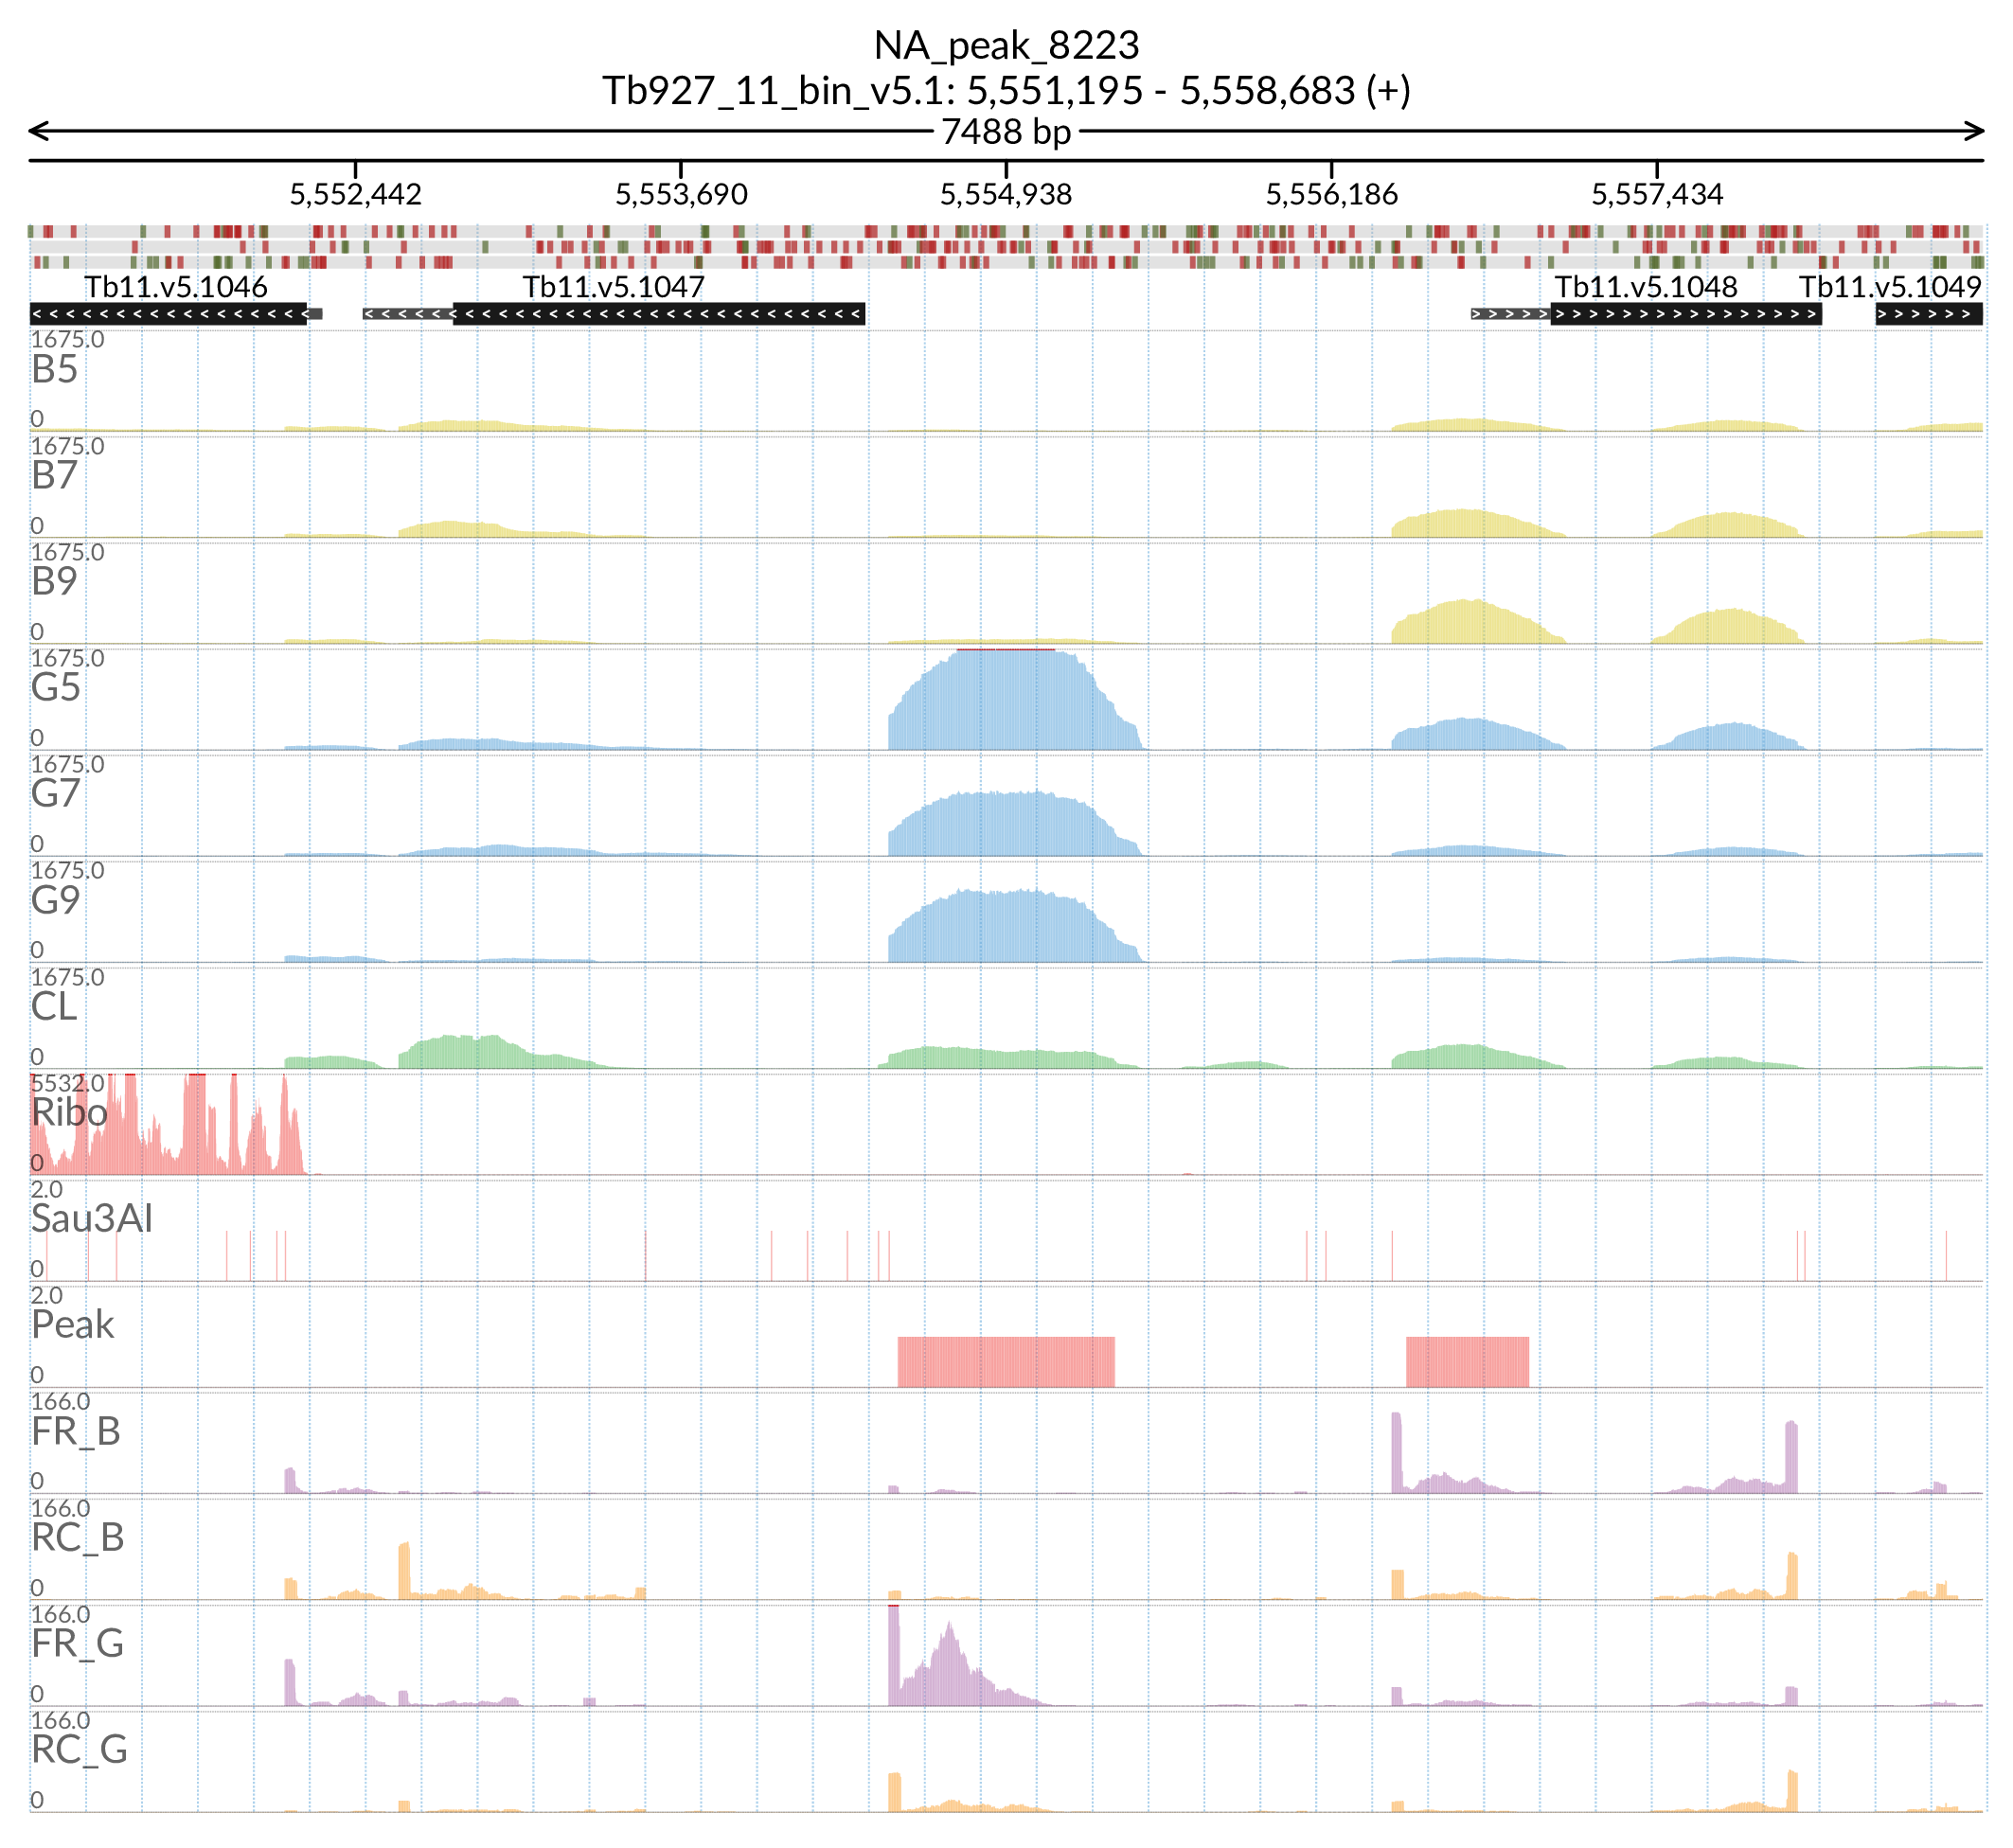 NA_peak_8223
Tb927_11_bin_v5.1: 5,551,195 - 5,558,683 (+)
7488 bp
5,552,442 5,553,690 5,554,938 5,556,186 5,557,434
Tb11.v5.1046 Tb11.v5.1047 Tb11.v5.1048 Tb11.v5.1049
1675.0
B5
0
1675.0
B7
0
1675.0
B9
0
1675.0
G5
0
1675.0
G7
0
1675.0
G9
0
1675.0
CL
0
5532.0
Ribo
0
2.0
Sau3AI
0
2.0
Peak
0
166.0
FR_B
0
166.0
RC_B
0
166.0
FR_G
0
166.0
RC_G
0